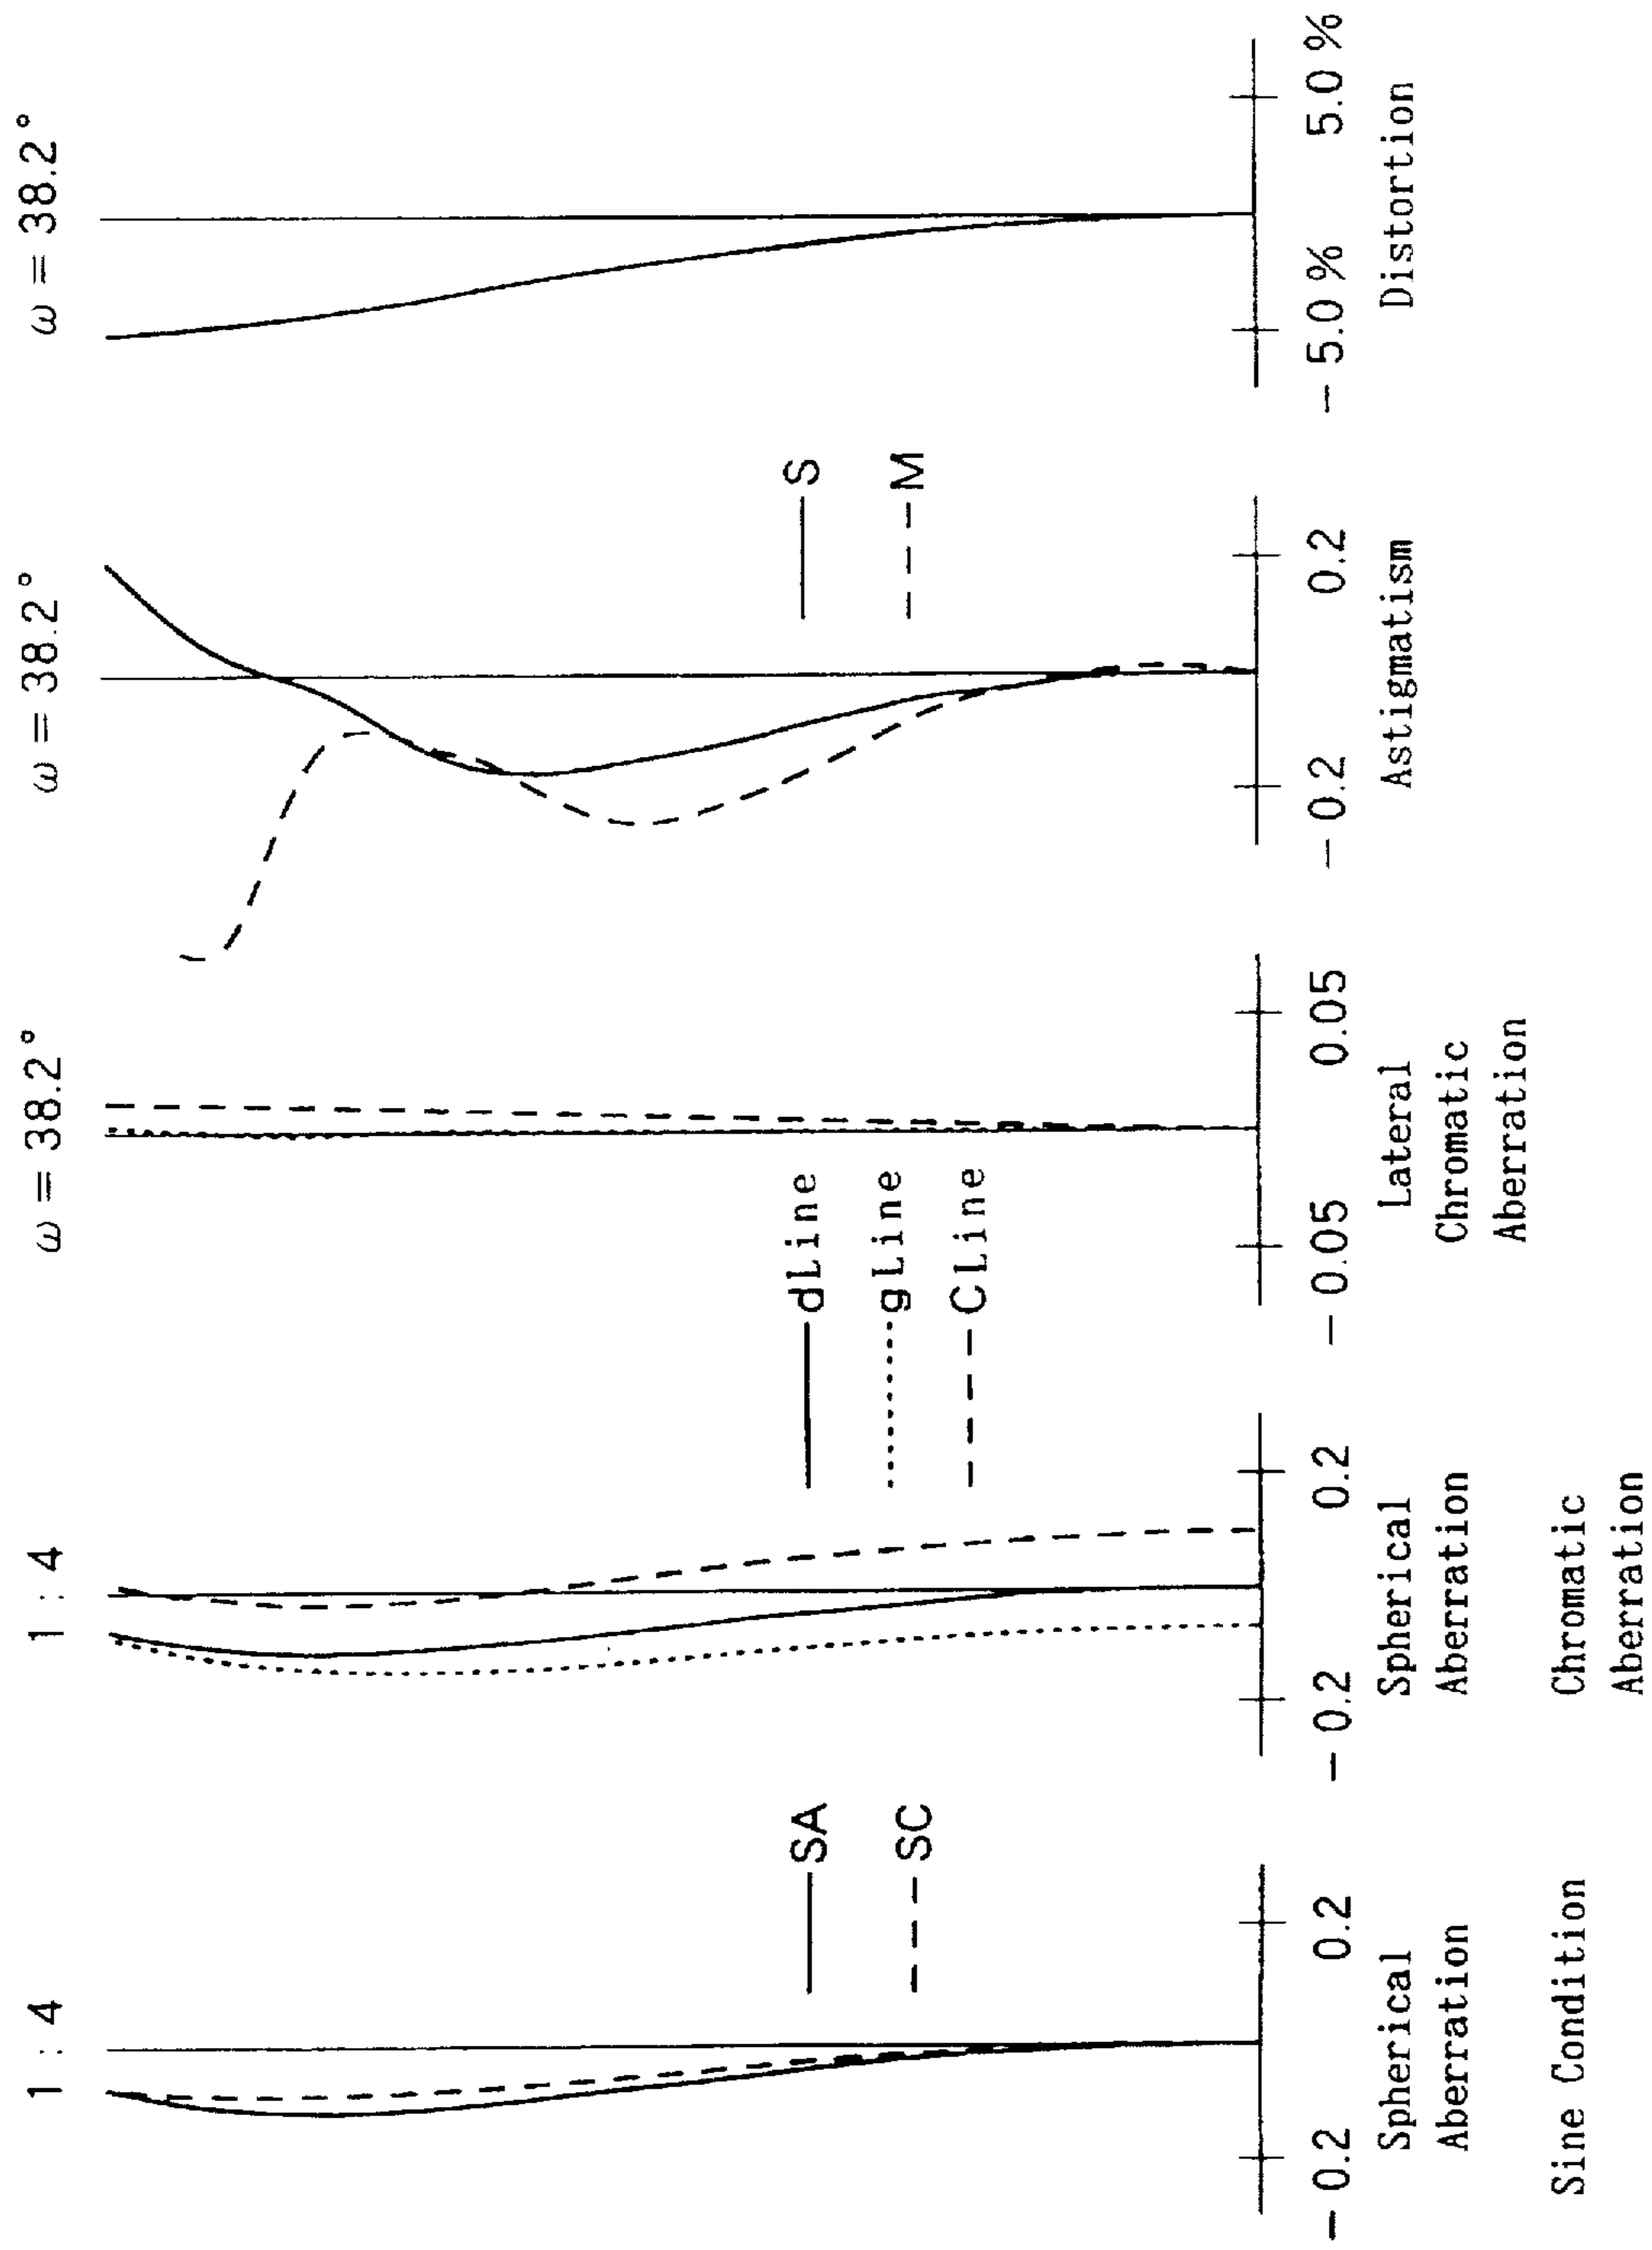 1 : 4
SA
SC
-0.2 0.2
Spherical
Aberration
Sine Condition
1 : 4
dLine
gLine
CLine
-0.2 0.2
Spherical
Aberration
Chromatic
Aberration
ω = 38.2°
-0.05 0.05
Lateral
Chromatic
Aberration
ω = 38.2°
S
M
-0.2 0.2
Astigmatism
ω = 38.2°
-5.0 % 5.0 %
Distortion